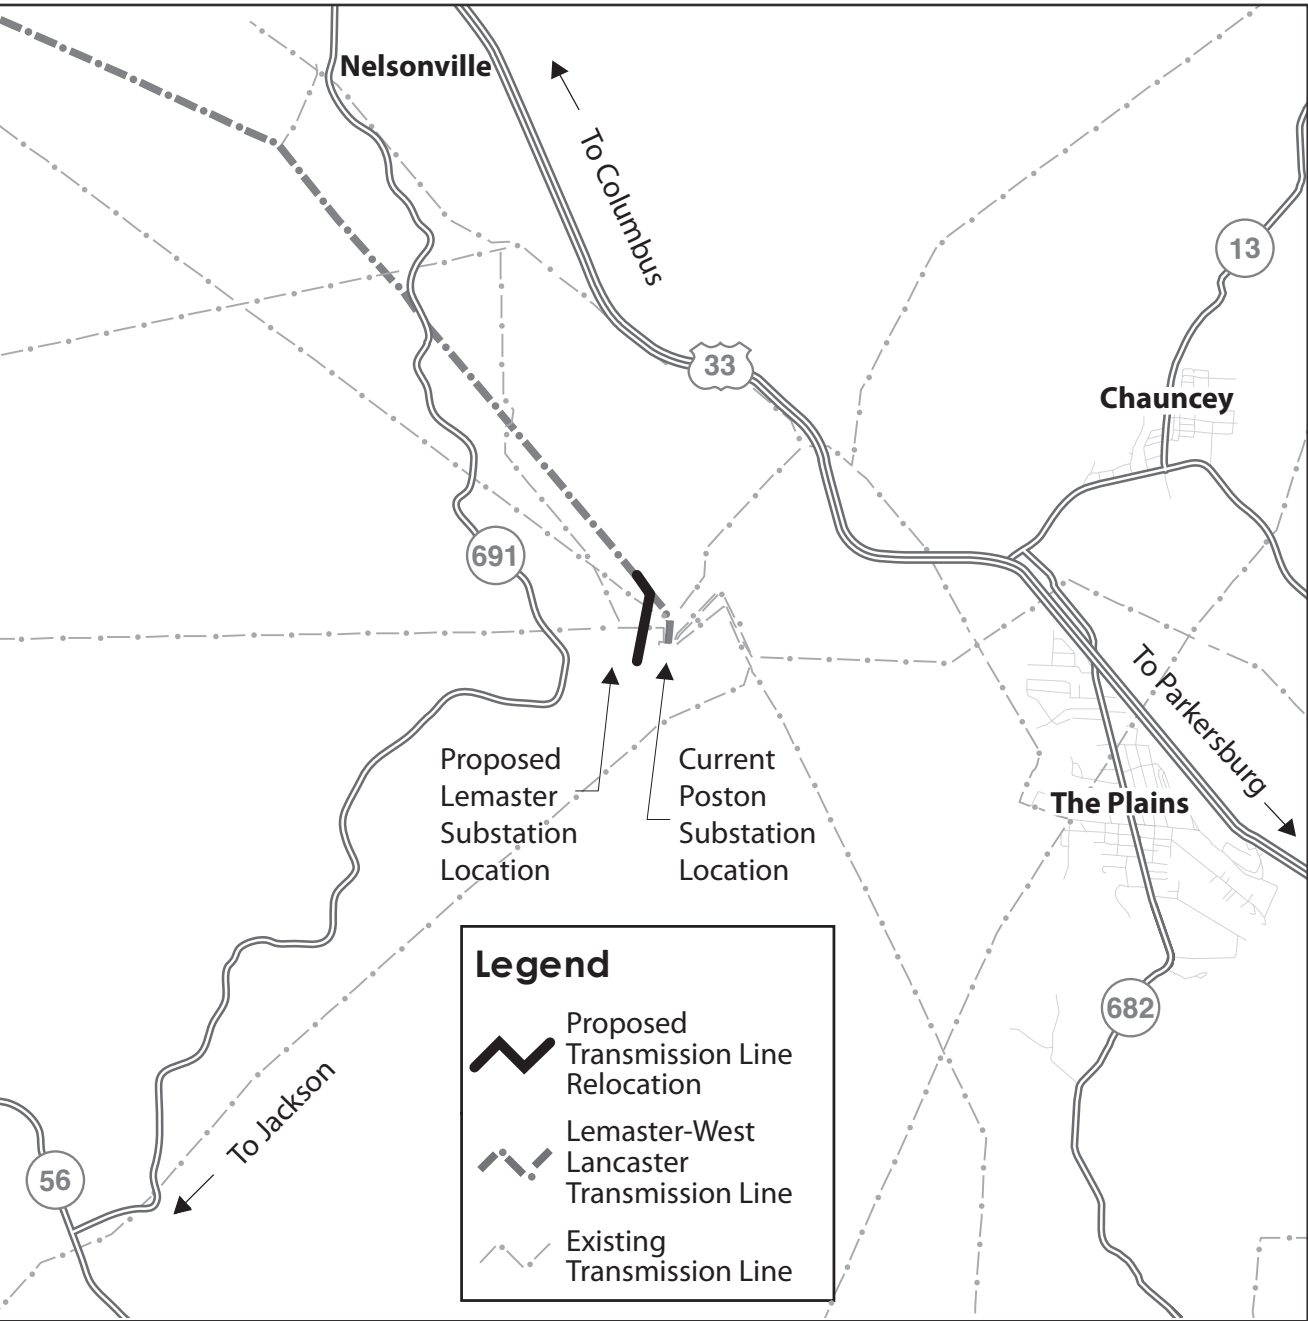 Nelsonville
To Columbus
13
33
Chauncey
691
To Parkersburg
Proposed
Lemaster
Substation
Location
Current
Poston
Substation
Location
The Plains
Legend
Proposed
Transmission Line
Relocation
Lemaster-West
Lancaster
Transmission Line
Existing
Transmission Line
682
To Jackson
56